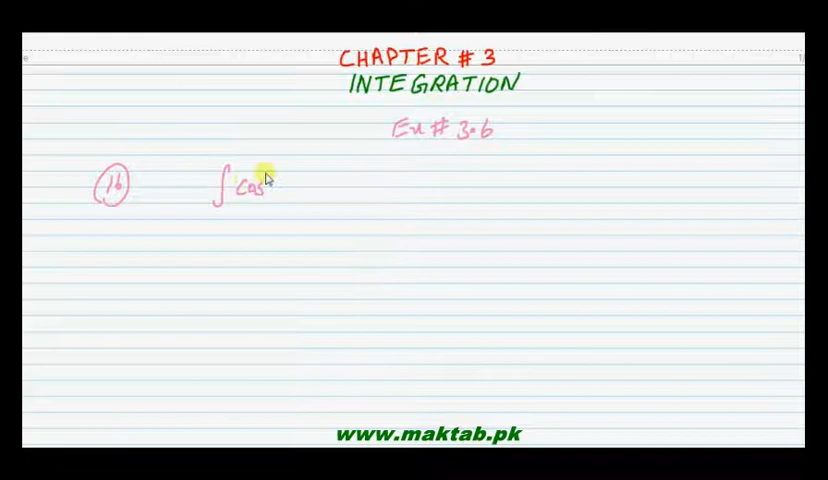 CHAPTER # 3
INTEGRATION
Ex # 3.6
16 ∫ Cos
www.maktab.pk